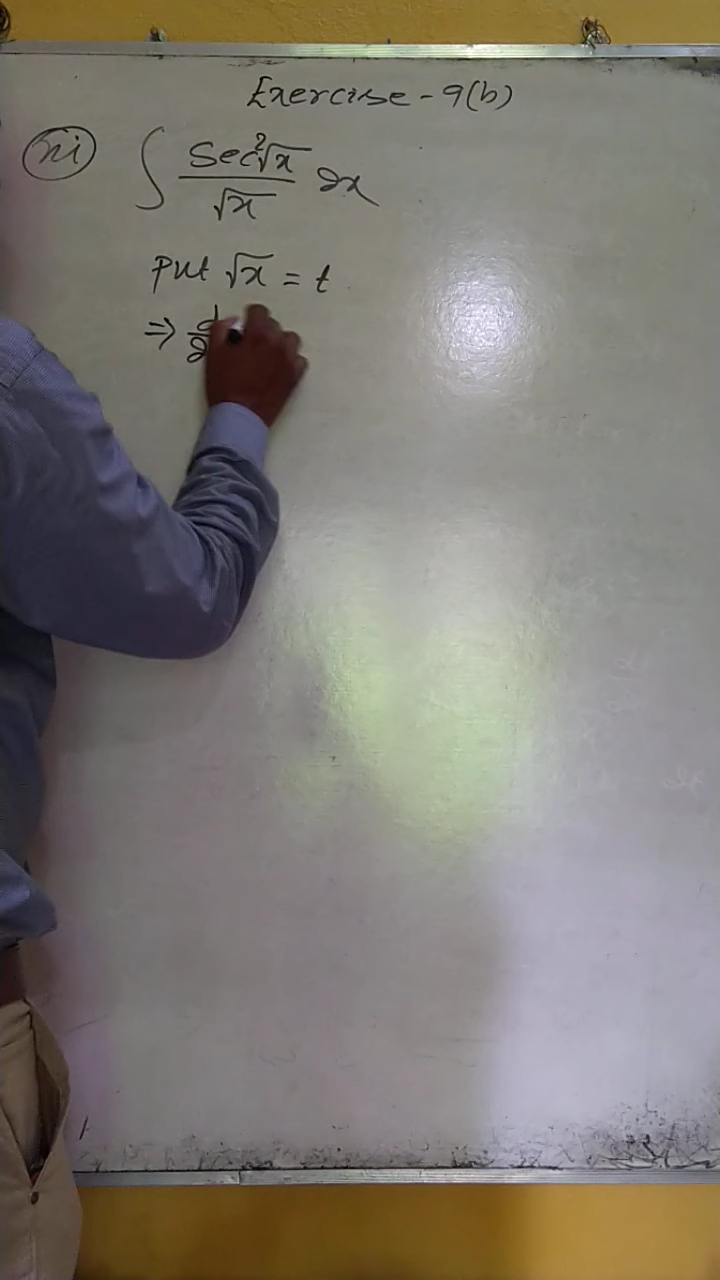 Exercise - 9(b)
(xi) ∫ Sec²√x / √x dx
Put √x = t
⇒ d/d